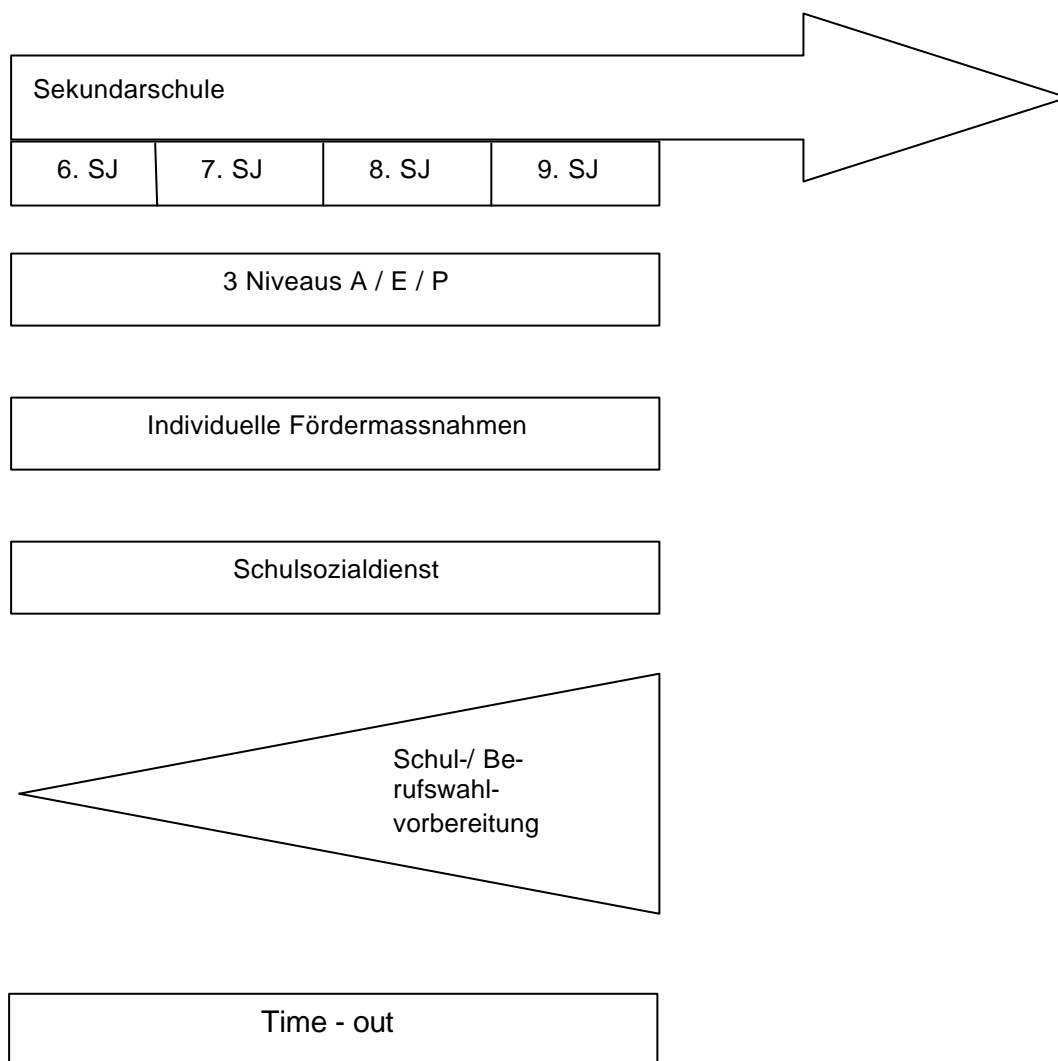 Sekundarschule
6. SJ 7. SJ 8. SJ 9. SJ
3 Niveaus A / E / P
Individuelle Fördermassnahmen
Schulsozialdienst
Schul-/ Be-
rufswahl-
vorbereitung
Time - out